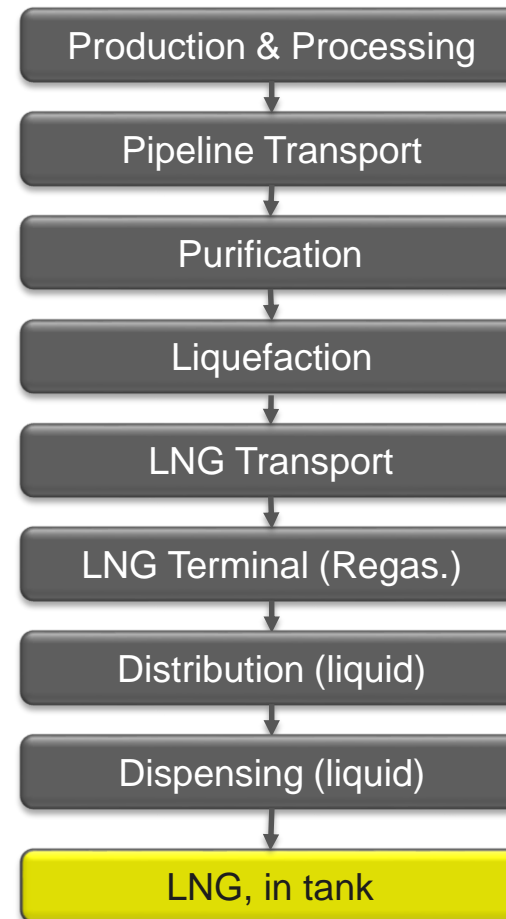 Production & Processing
Pipeline Transport
Purification
Liquefaction
LNG Transport
LNG Terminal (Regas.)
Distribution (liquid)
Dispensing (liquid)
LNG, in tank